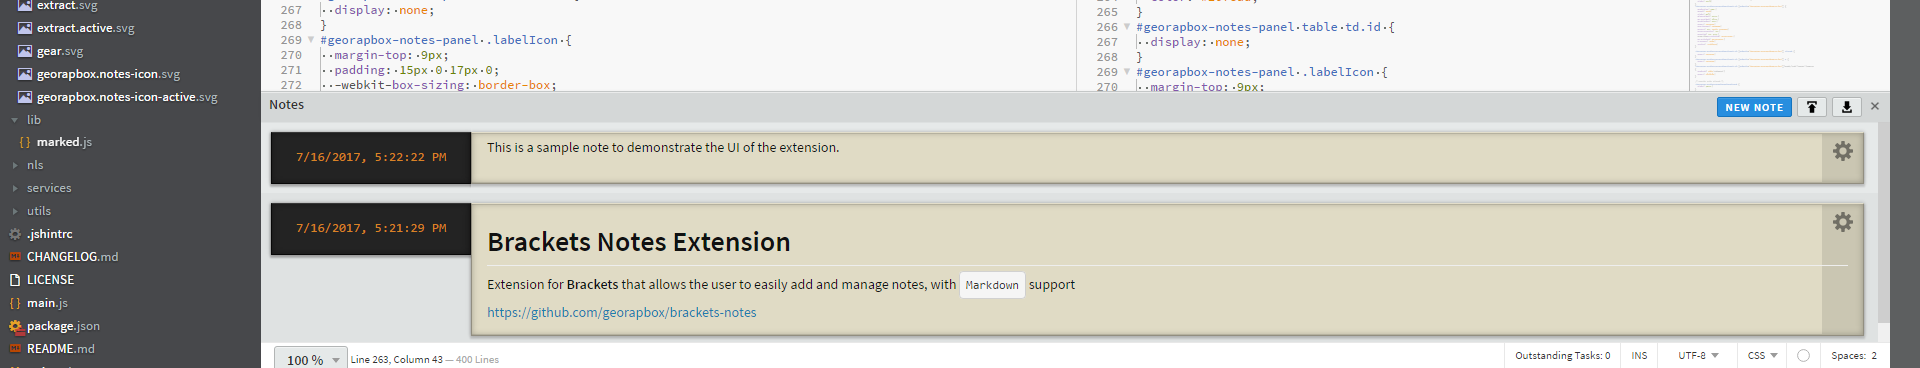 extract.svg
extract.active.svg
gear.svg
georapbox.notes-icon.svg
georapbox.notes-icon-active.svg
lib
marked.js
nls
services
utils
.jshintrc
CHANGELOG.md
LICENSE
main.js
package.json
README.md
267 ··display:·none;
268 }
269 #georapbox-notes-panel·.labelIcon·{
270 ··margin-top:·9px;
271 ··padding:·15px·0·17px·0;
272 ··-webkit-box-sizing:·border-box;
265 }
266 #georapbox-notes-panel·table·td.id·{
267 ··display:·none;
268 }
269 #georapbox-notes-panel·.labelIcon·{
270 ··margin-top:·9px;
Notes
NEW NOTE
×
7/16/2017, 5:22:22 PM
This is a sample note to demonstrate the UI of the extension.
7/16/2017, 5:21:29 PM
Brackets Notes Extension
Extension for Brackets that allows the user to easily add and manage notes, with Markdown support
https://github.com/georapbox/brackets-notes
100 % Line 263, Column 43 — 400 Lines
Outstanding Tasks: 0 INS UTF-8 CSS Spaces: 2